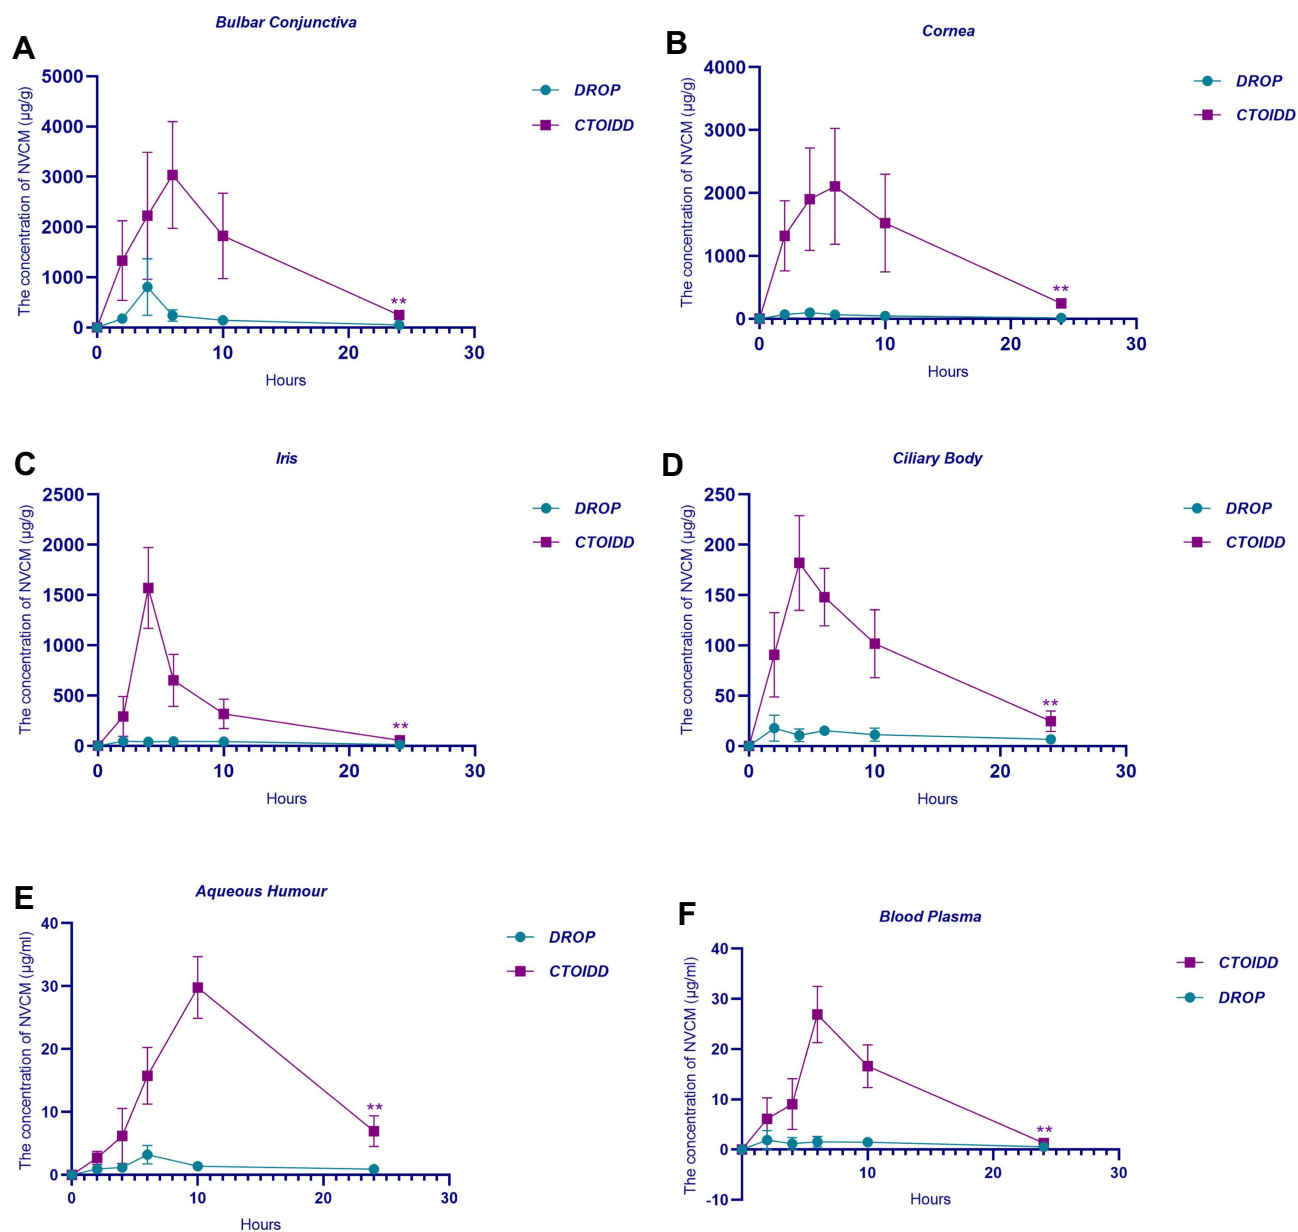 A
Bulbar Conjunctiva
The concentration of NVCM (µg/g)
5000
4000
3000
2000
1000
0
0 10 20 30
Hours
**
DROP
CTOIDD
B
Cornea
The concentration of NVCM (µg/g)
4000
3000
2000
1000
0
0 10 20 30
Hours
**
DROP
CTOIDD
C
Iris
The concentration of NVCM (µg/g)
2500
2000
1500
1000
500
0
0 10 20 30
Hours
**
DROP
CTOIDD
D
Ciliary Body
The concentration of NVCM (µg/g)
250
200
150
100
50
0
0 10 20 30
Hours
**
DROP
CTOIDD
E
Aqueous Humour
The concentration of NVCM (µg/ml)
40
30
20
10
0
0 10 20 30
Hours
**
DROP
CTOIDD
F
Blood Plasma
The concentration of NVCM (µg/ml)
40
30
20
10
0
-10
10 20 30
Hours
**
CTOIDD
DROP